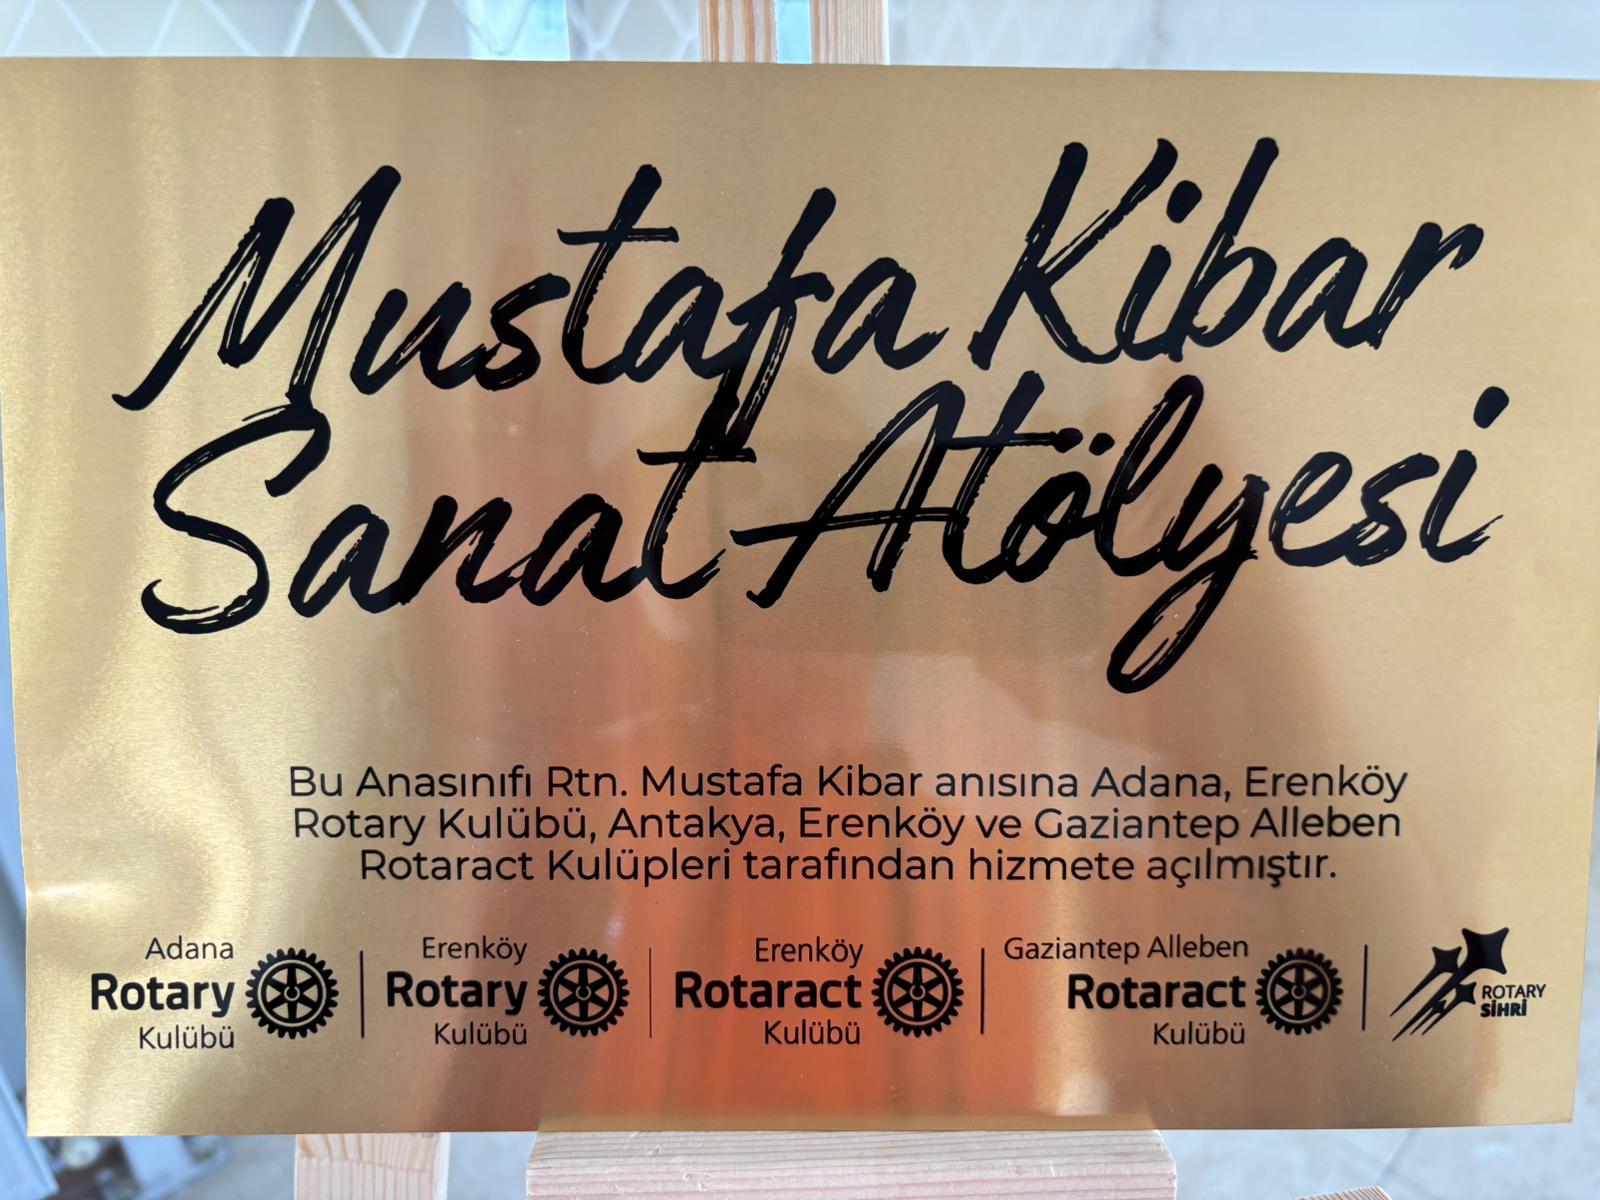 Mustafa Kibar
Sanat Atölyesi
Bu Anasınıfı Rtn. Mustafa Kibar anısına Adana, Erenköy
Rotary Kulübü, Antakya, Erenköy ve Gaziantep Alleben
Rotaract Kulüpleri tarafından hizmete açılmıştır.
Adana
Rotary
Kulübü
Erenköy
Rotary
Kulübü
Erenköy
Rotaract
Kulübü
Gaziantep Alleben
Rotaract
Kulübü
ROTARY
SİHRİ